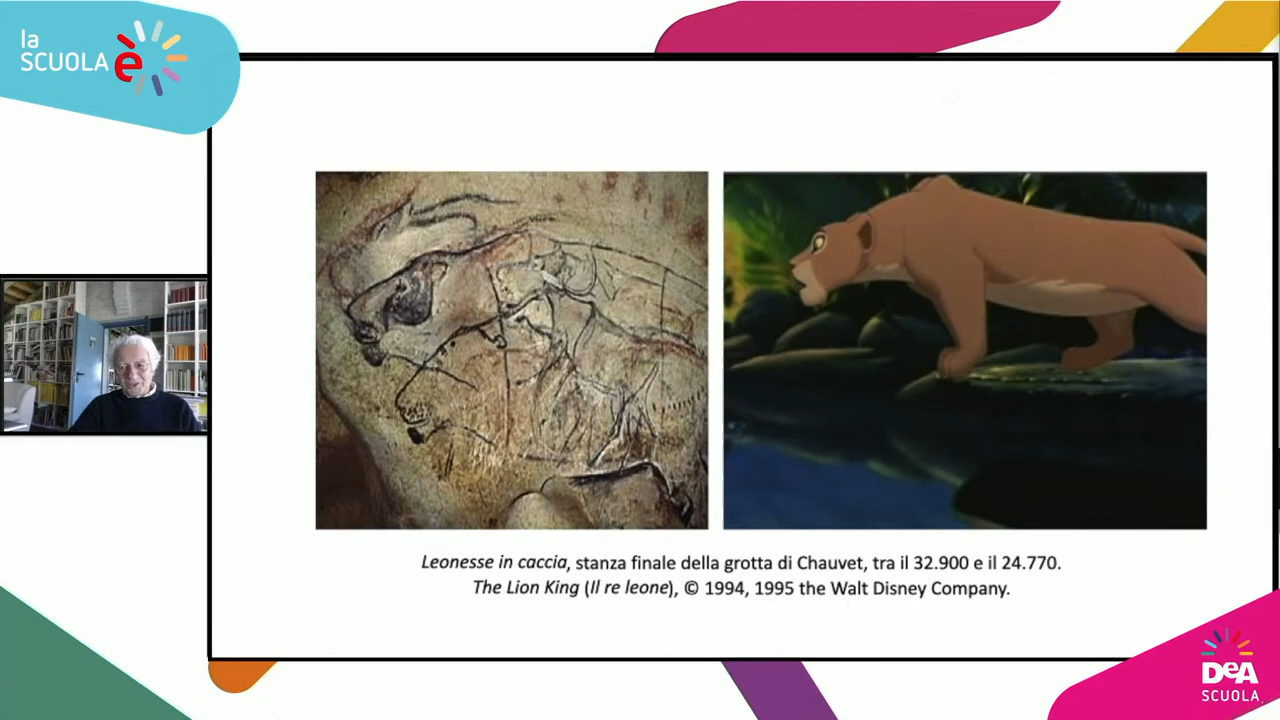 la
SCUOLA è
Leonesse in caccia, stanza finale della grotta di Chauvet, tra il 32.900 e il 24.770.
The Lion King (Il re leone), © 1994, 1995 the Walt Disney Company.
DeA
SCUOLA